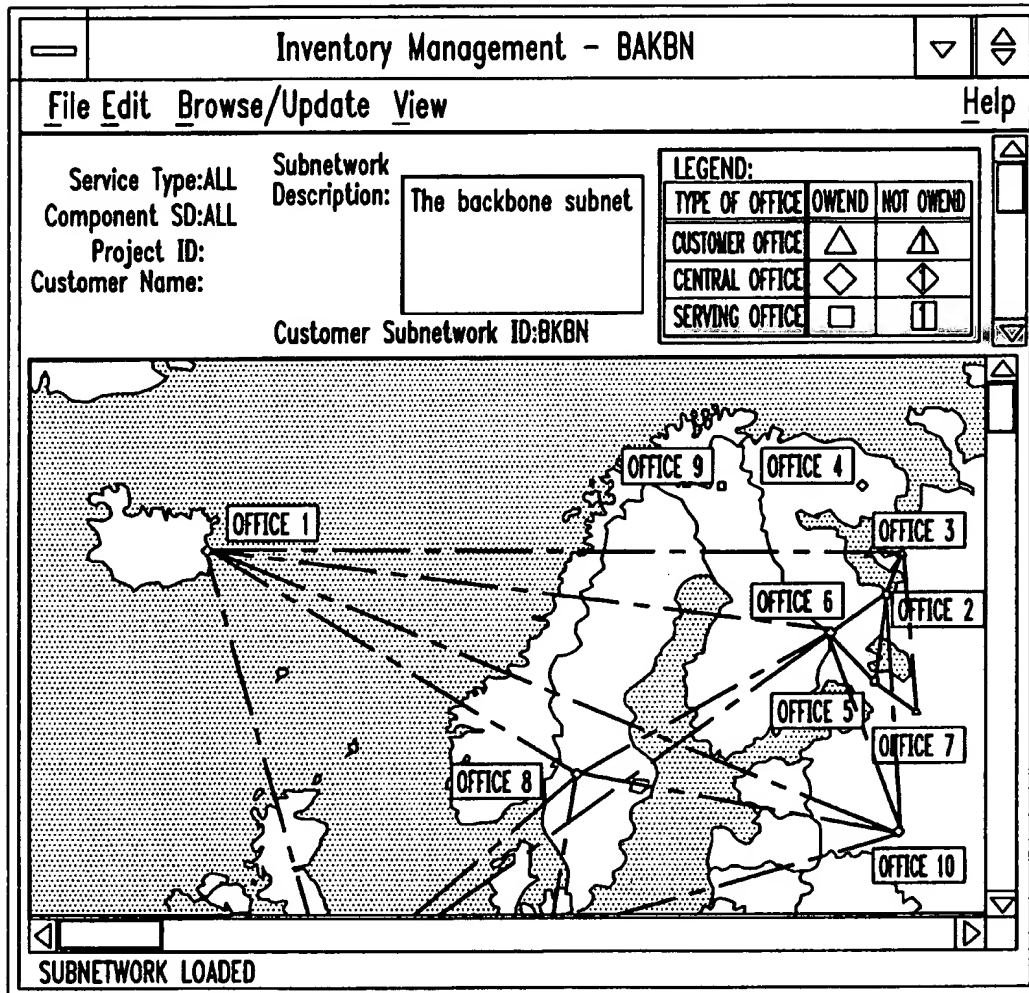 Inventory Management - BAKBN
File Edit Browse/Update View Help
Service Type:ALL
Component SD:ALL
Project ID:
Customer Name:
Subnetwork
Description:
The backbone subnet
Customer Subnetwork ID:BKBN
LEGEND:
TYPE OF OFFICE OWEND NOT OWEND
CUSTOMER OFFICE
CENTRAL OFFICE
SERVING OFFICE
OFFICE 9
OFFICE 4
OFFICE 1
OFFICE 3
OFFICE 6
OFFICE 2
OFFICE 5
OFFICE 7
OFFICE 8
OFFICE 10
SUBNETWORK LOADED